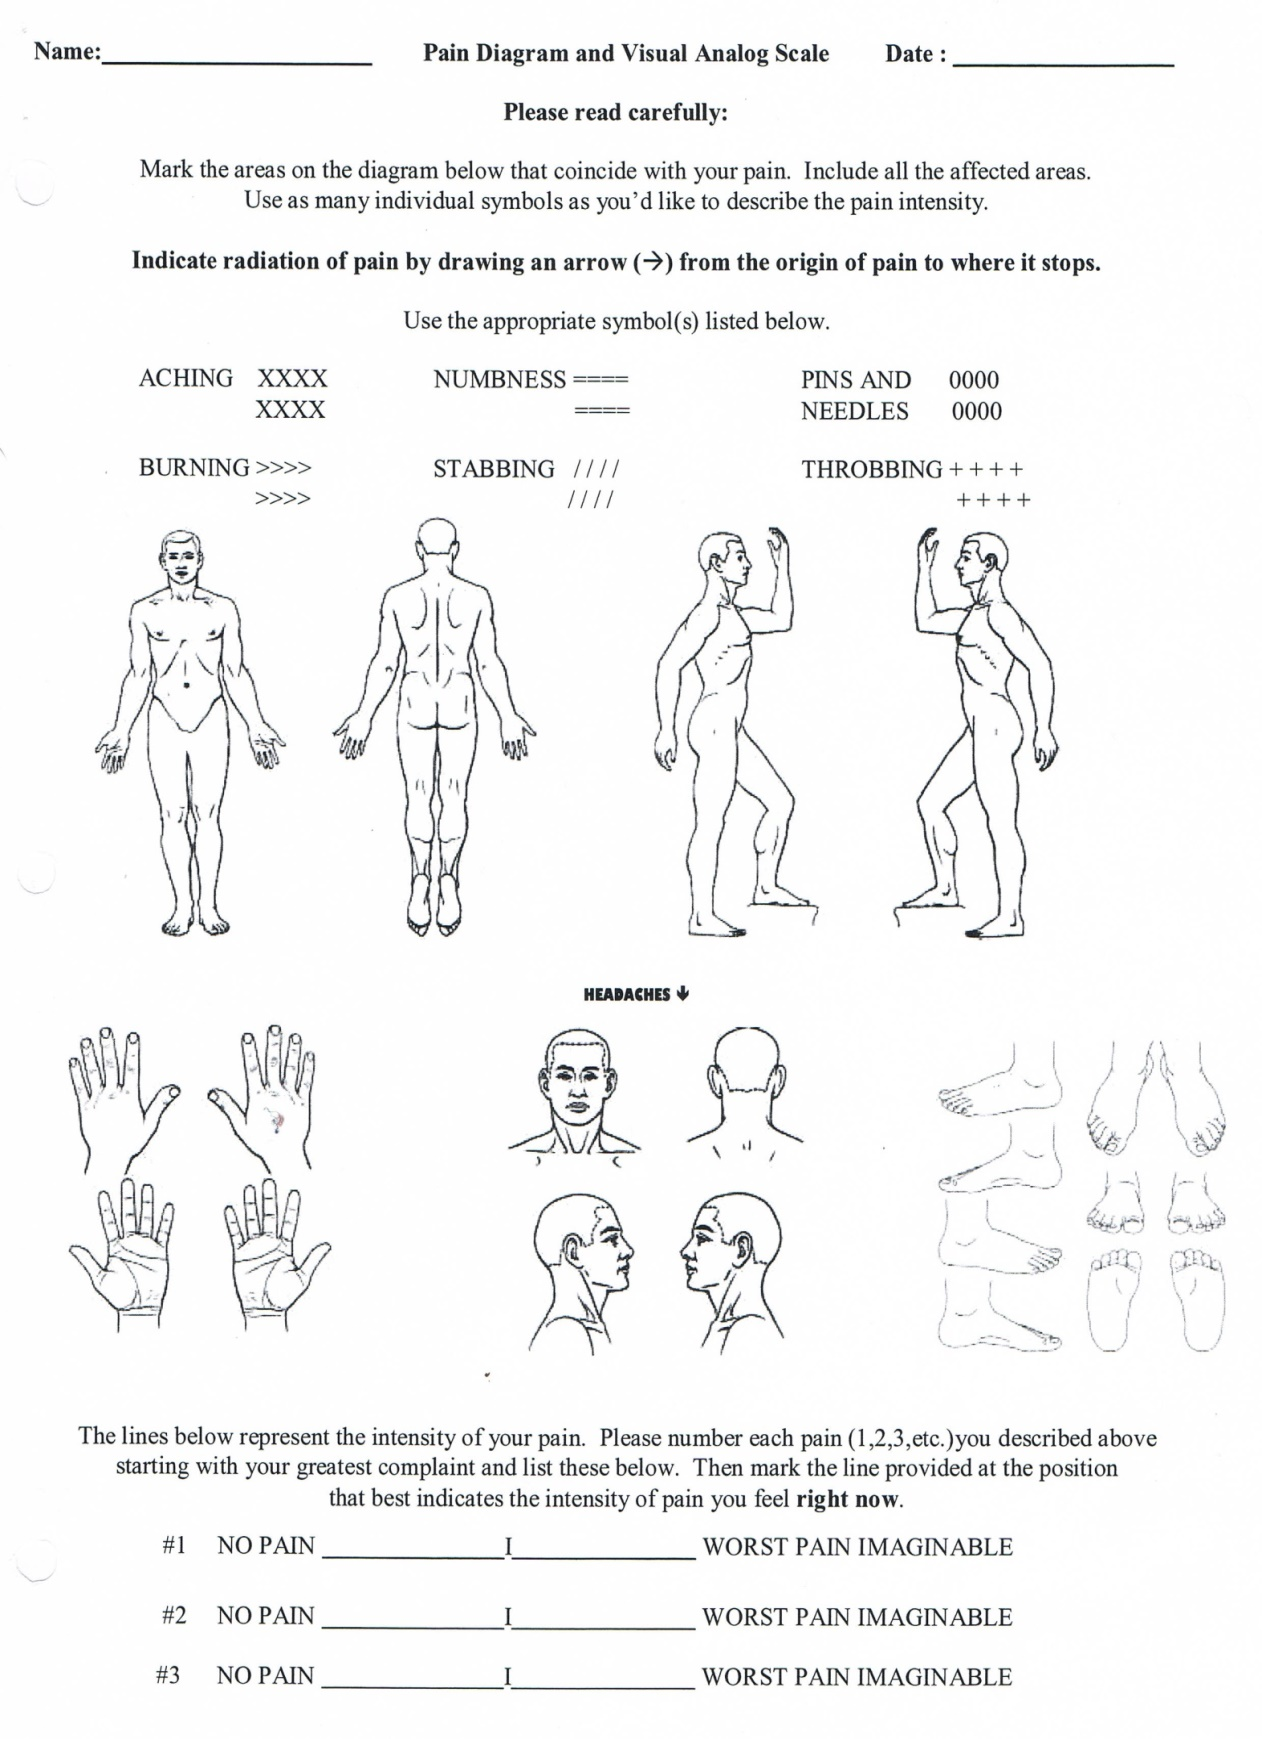 Name:____________________ Pain Diagram and Visual Analog Scale Date : ________________
Please read carefully:
Mark the areas on the diagram below that coincide with your pain. Include all the affected areas.
Use as many individual symbols as you'd like to describe the pain intensity.
Indicate radiation of pain by drawing an arrow (→) from the origin of pain to where it stops.
Use the appropriate symbol(s) listed below.
ACHING XXXX NUMBNESS ==== PINS AND 0000
XXXX ==== NEEDLES 0000
BURNING >>>> STABBING //// THROBBING ++++
>>>> //// ++++
HEADACHES ↓
The lines below represent the intensity of your pain. Please number each pain (1,2,3,etc.)you described above
starting with your greatest complaint and list these below. Then mark the line provided at the position
that best indicates the intensity of pain you feel right now.
#1 NO PAIN ______________I______________ WORST PAIN IMAGINABLE
#2 NO PAIN ______________I______________ WORST PAIN IMAGINABLE
#3 NO PAIN ______________I______________ WORST PAIN IMAGINABLE